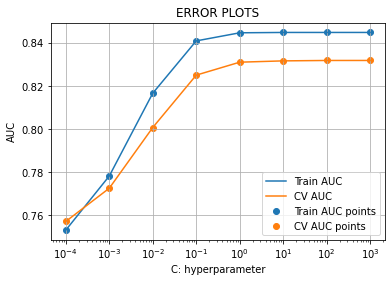 ERROR PLOTS
0.84
0.82
0.80
0.78
0.76
AUC
Train AUC
CV AUC
Train AUC points
CV AUC points
10⁻⁴ 10⁻³ 10⁻² 10⁻¹ 10⁰ 10¹ 10² 10³
C: hyperparameter